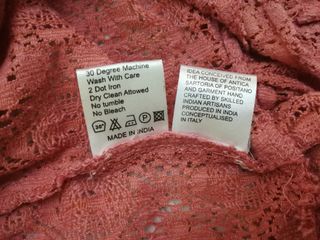 30 Degree Machine
Wash With Care
2 Dot Iron
Dry Clean Allowed
No tumble
No Bleach
30°
P
MADE IN INDIA
IDEA CONCEIVED FROM
THE HOUSE OF ANTICA
SARTORIA OF POSITANO
AND GARMENT HAND
CRAFTED BY SKILLED
INDIAN ARTISANS
PRODUCED IN INDIA
CONCEPTUALISED
IN ITALY